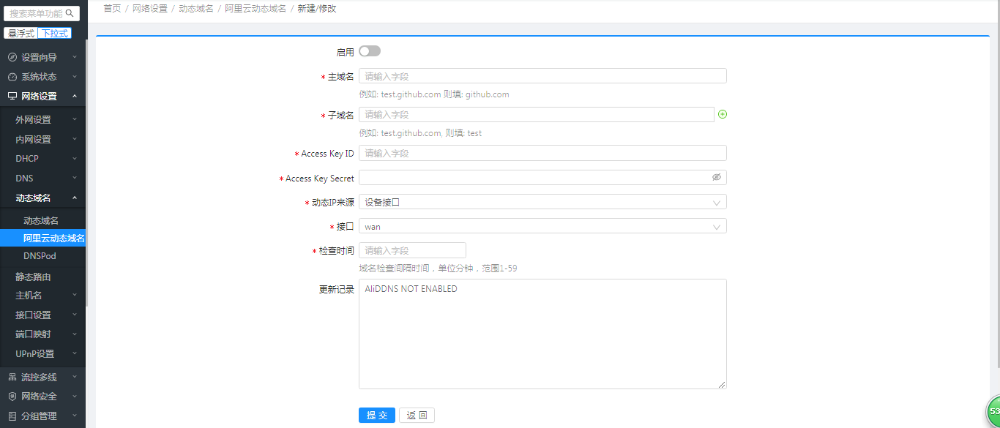 搜索菜单功能
悬浮式 下拉式
设置向导
系统状态
网络设置
外网设置
内网设置
DHCP
DNS
动态域名
动态域名
阿里云动态域名
DNSPod
静态路由
主机名
接口设置
端口映射
UPnP设置
流控多线
网络安全
分组管理
首页 / 网络设置 / 动态域名 / 阿里云动态域名 / 新建/修改
启用
* 主域名 请输入字段
例如: test.github.com 则填: github.com
* 子域名 请输入字段
例如: test.github.com, 则填: test
* Access Key ID 请输入字段
* Access Key Secret
* 动态IP来源 设备接口
* 接口 wan
* 检查时间 请输入字段
域名检查间隔时间，单位分钟，范围1-59
更新记录 AliDDNS NOT ENABLED
提 交 返 回